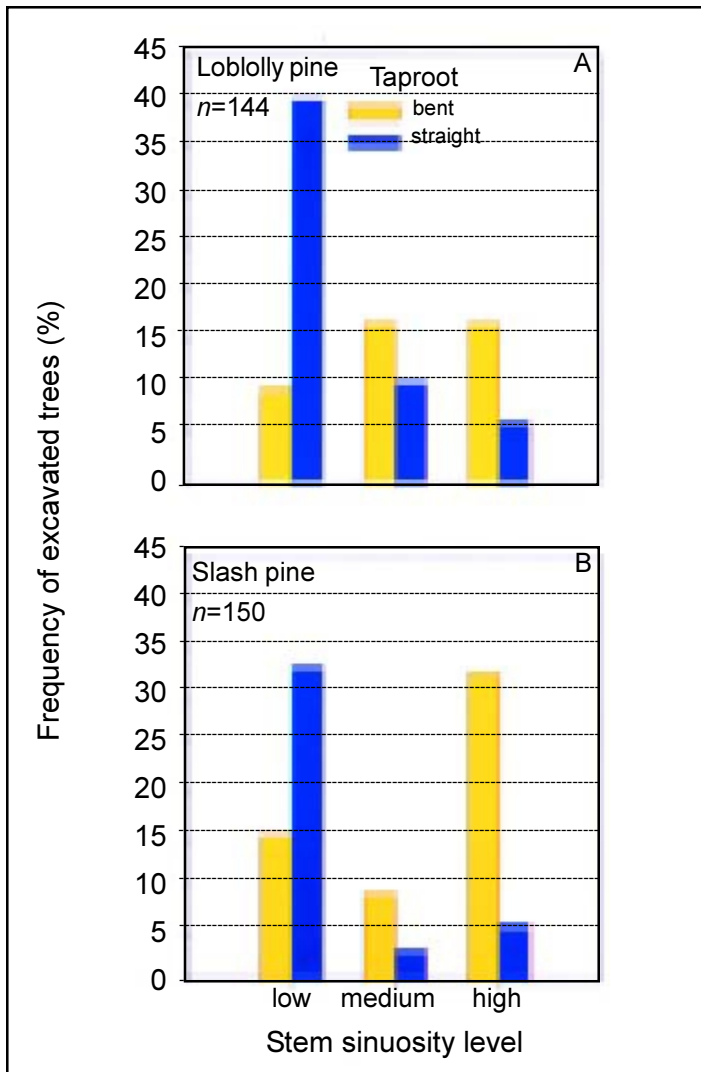 Frequency of excavated trees (%)
45
40
35
30
25
20
15
10
5
0
Loblolly pine
n=144
Taproot
bent
straight
A
45
40
35
30
25
20
15
10
5
0
Slash pine
n=150
B
low medium high
Stem sinuosity level